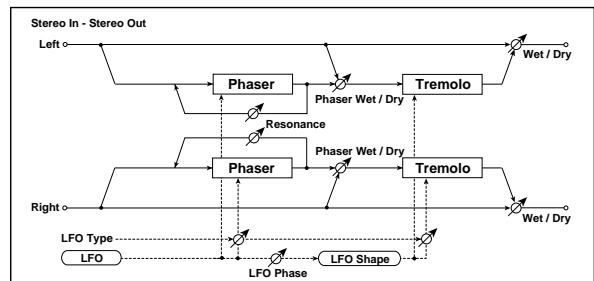 Stereo In - Stereo Out
Left
Wet / Dry
Phaser
Tremolo
Phaser Wet / Dry
Resonance
Phaser Wet / Dry
Phaser
Tremolo
Right
Wet / Dry
LFO Type
LFO
LFO Shape
LFO Phase